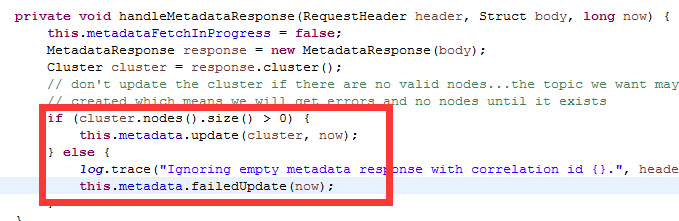 private void handleMetadataResponse(RequestHeader header, Struct body, long now) {
this.metadataFetchInProgress = false;
MetadataResponse response = new MetadataResponse(body);
Cluster cluster = response.cluster();
// don't update the cluster if there are no valid nodes...the topic we want may
// created which means we will get errors and no nodes until it exists
if (cluster.nodes().size() > 0) {
this.metadata.update(cluster, now);
} else {
log.trace("Ignoring empty metadata response with correlation id {}.", heade
this.metadata.failedUpdate(now);
}
}